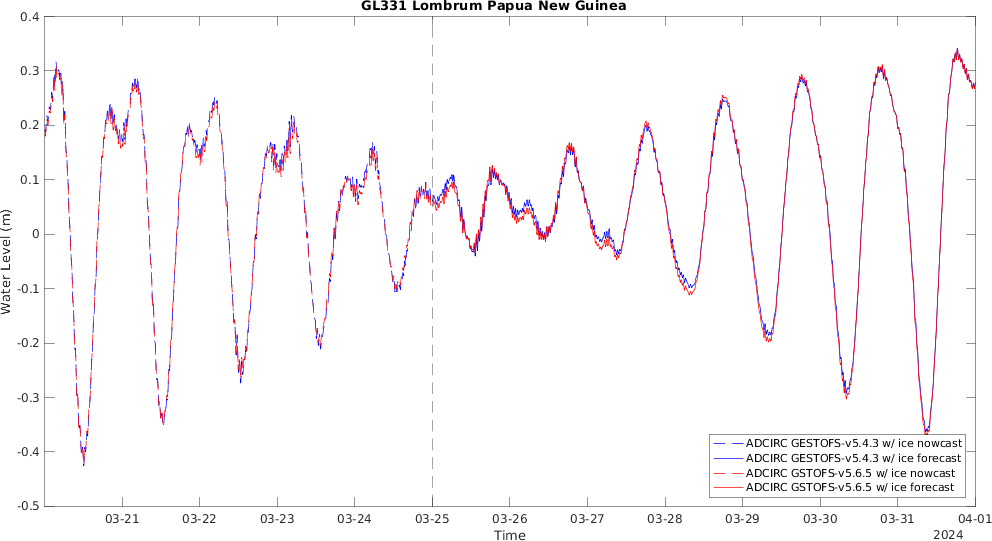 GL331 Lombrum Papua New Guinea
0.4
0.3
0.2
0.1
0
-0.1
-0.2
-0.3
-0.4
-0.5
Water Level (m)
ADCIRC GESTOFS-v5.4.3 w/ ice nowcast
ADCIRC GESTOFS-v5.4.3 w/ ice forecast
ADCIRC GSTOFS-v5.6.5 w/ ice nowcast
ADCIRC GSTOFS-v5.6.5 w/ ice forecast
03-21 03-22 03-23 03-24 03-25 03-26 03-27 03-28 03-29 03-30 03-31 04-01
Time
2024